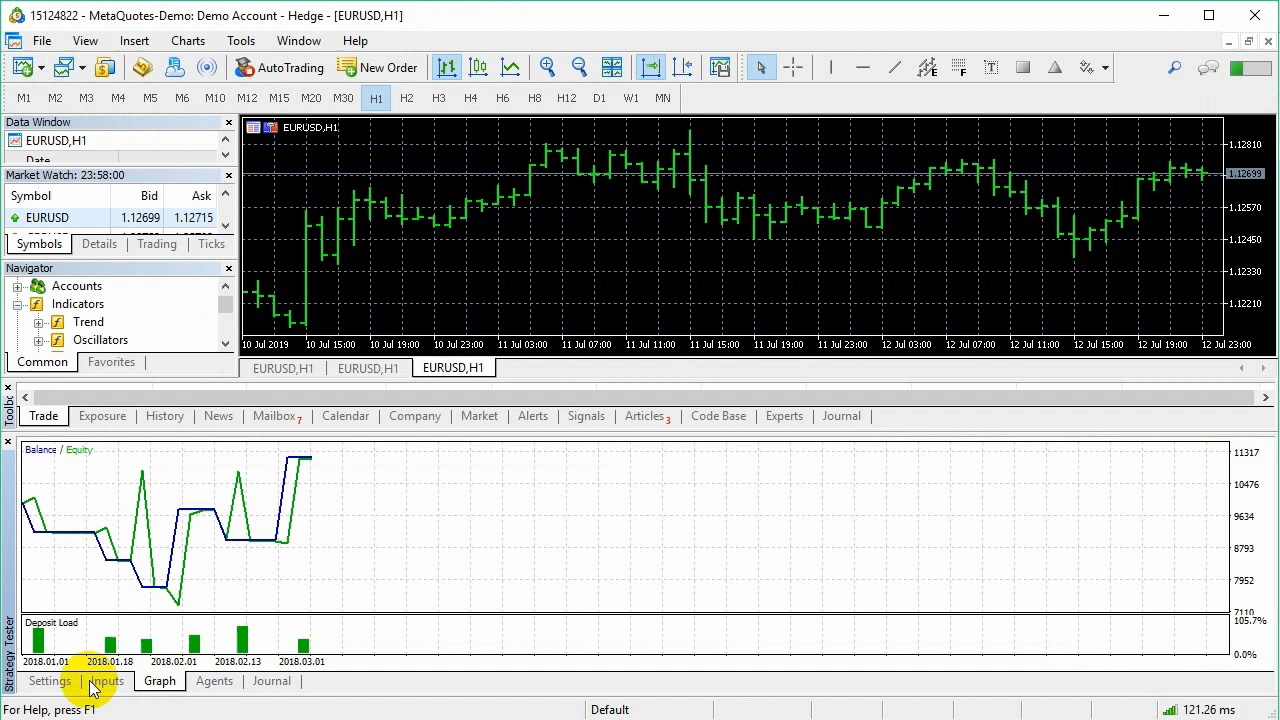 15124822 - MetaQuotes-Demo: Demo Account - Hedge - [EURUSD,H1]
File View Insert Charts Tools Window Help
AutoTrading New Order
M1 M2 M3 M4 M5 M6 M10 M12 M15 M20 M30 H1 H2 H3 H4 H6 H8 H12 D1 W1 MN
Data Window
EURUSD,H1
Date
Market Watch: 23:58:00
Symbol Bid Ask
EURUSD 1.12699 1.12715
Symbols Details Trading Ticks
Navigator
Accounts
Indicators
Trend
Oscillators
Common Favorites
EURUSD,H1
1.12810
1.12699
1.12570
1.12450
1.12330
1.12210
10 Jul 2019 10 Jul 15:00 10 Jul 19:00 10 Jul 23:00 11 Jul 03:00 11 Jul 07:00 11 Jul 11:00 11 Jul 15:00 11 Jul 19:00 11 Jul 23:00 12 Jul 03:00 12 Jul 07:00 12 Jul 11:00 12 Jul 15:00 12 Jul 19:00 12 Jul 23:00
EURUSD,H1 EURUSD,H1 EURUSD,H1
Trade Exposure History News Mailbox 7 Calendar Company Market Alerts Signals Articles 3 Code Base Experts Journal
Balance / Equity
11317
10476
9634
8793
7952
7110
Deposit Load
105.7%
0.0%
2018.01.01 2018.01.18 2018.02.01 2018.02.13 2018.03.01
Strategy Tester
Settings Inputs Graph Agents Journal
For Help, press F1 Default 121.26 ms